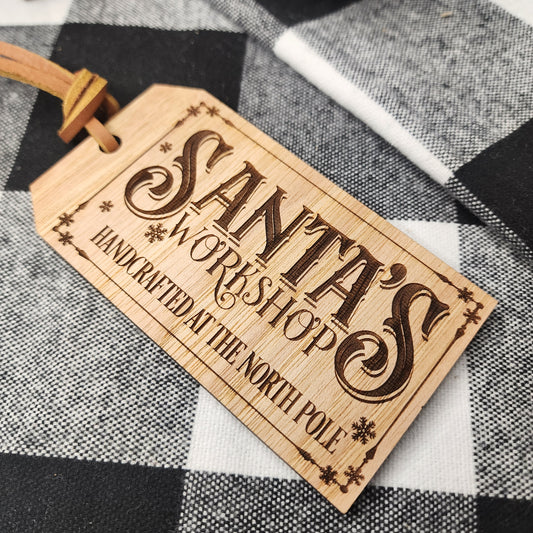 SANTA'S
WORKSHOP
HANDCRAFTED AT THE NORTH POLE